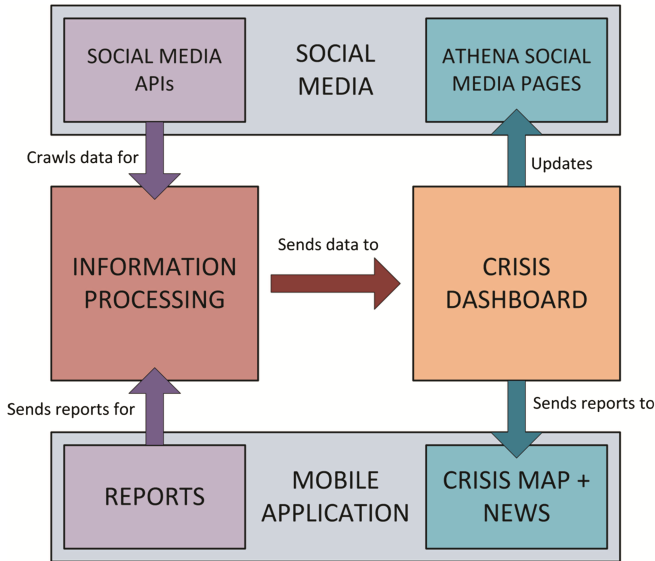 SOCIAL MEDIA
APIs
SOCIAL
MEDIA
ATHENA SOCIAL
MEDIA PAGES
Crawls data for
Updates
INFORMATION
PROCESSING
Sends data to
CRISIS
DASHBOARD
Sends reports for
Sends reports to
REPORTS
MOBILE
APPLICATION
CRISIS MAP +
NEWS